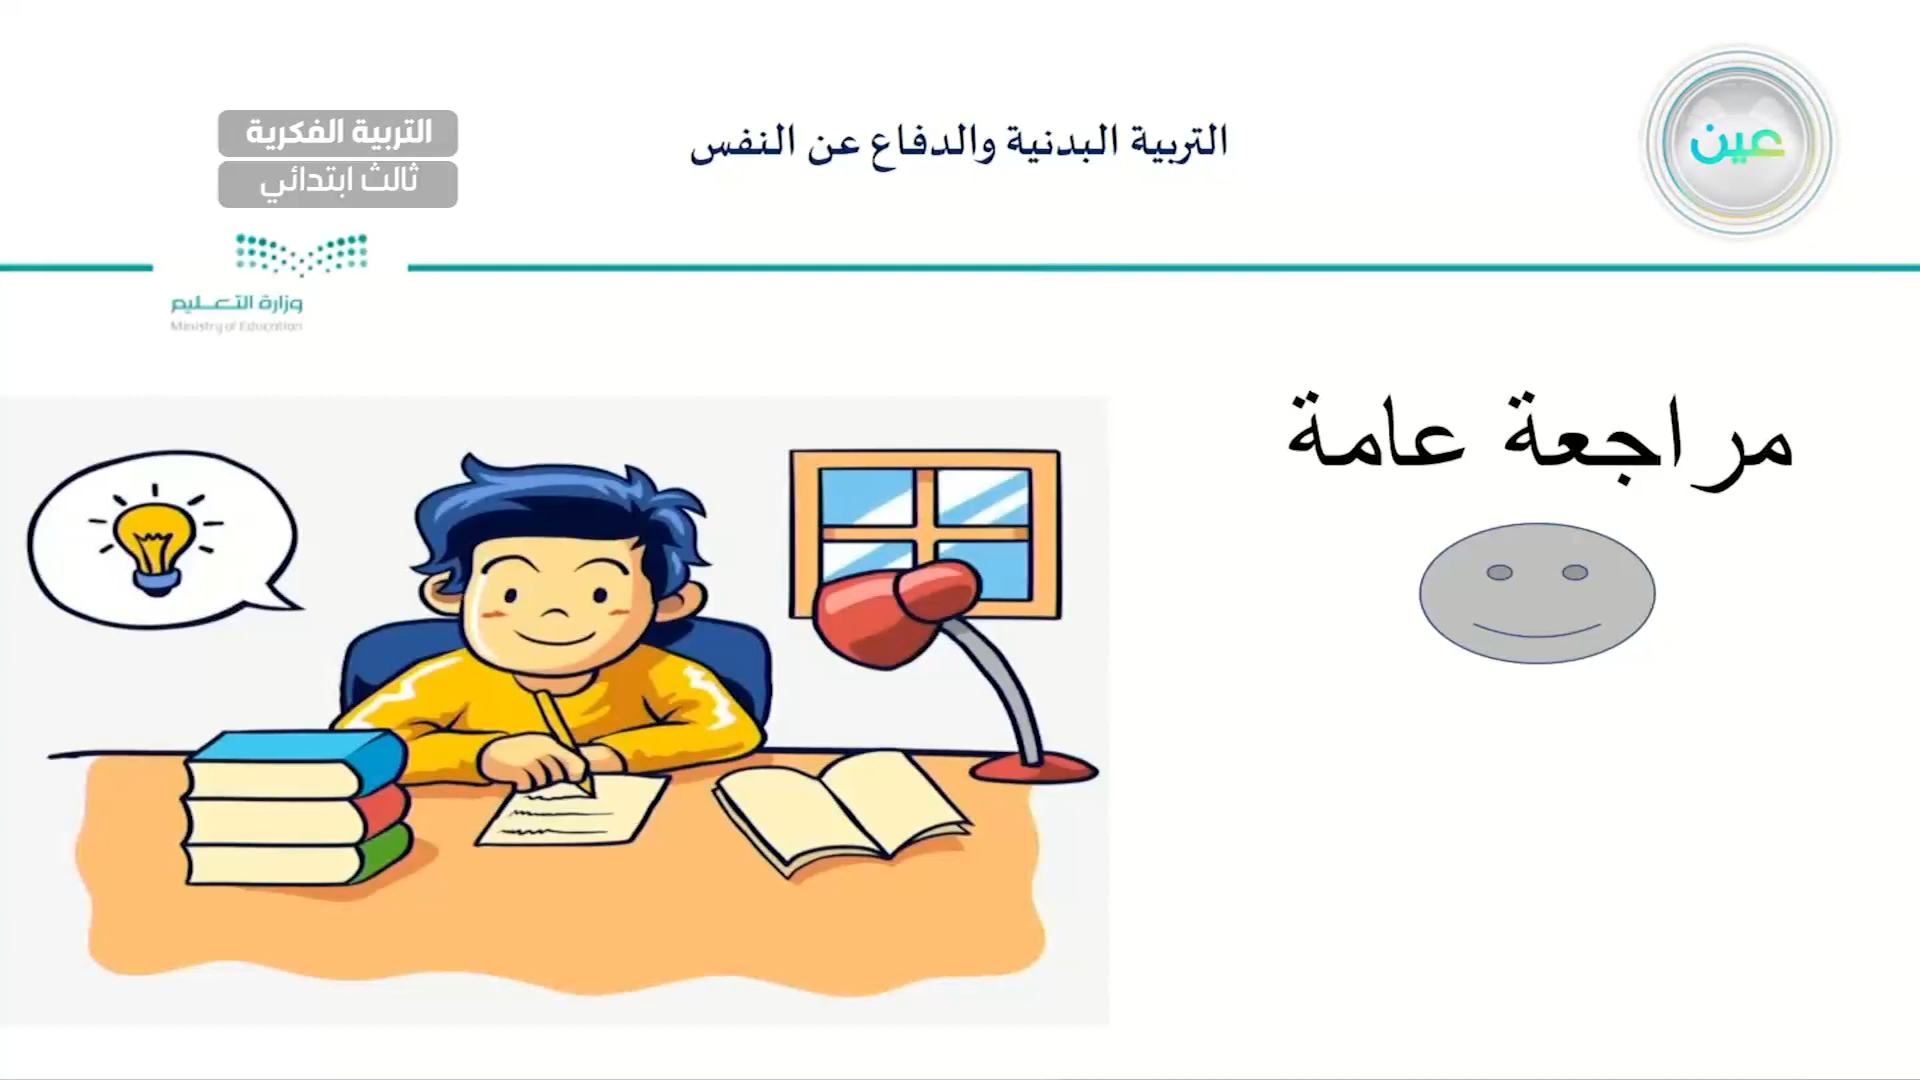 عين
التربية البدنية والدفاع عن النفس
التربية الفكرية
ثالث ابتدائي
وزارة التعليم
Ministry of Education
مراجعة عامة